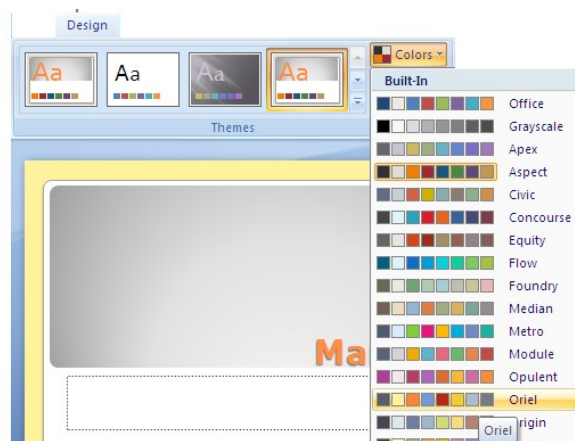 Design
Aa
Aa
Aa
Aa
Colors
Themes
Built-In
Office
Grayscale
Apex
Aspect
Civic
Concourse
Equity
Flow
Foundry
Median
Metro
Module
Opulent
Oriel
rigin
Oriel
Ma